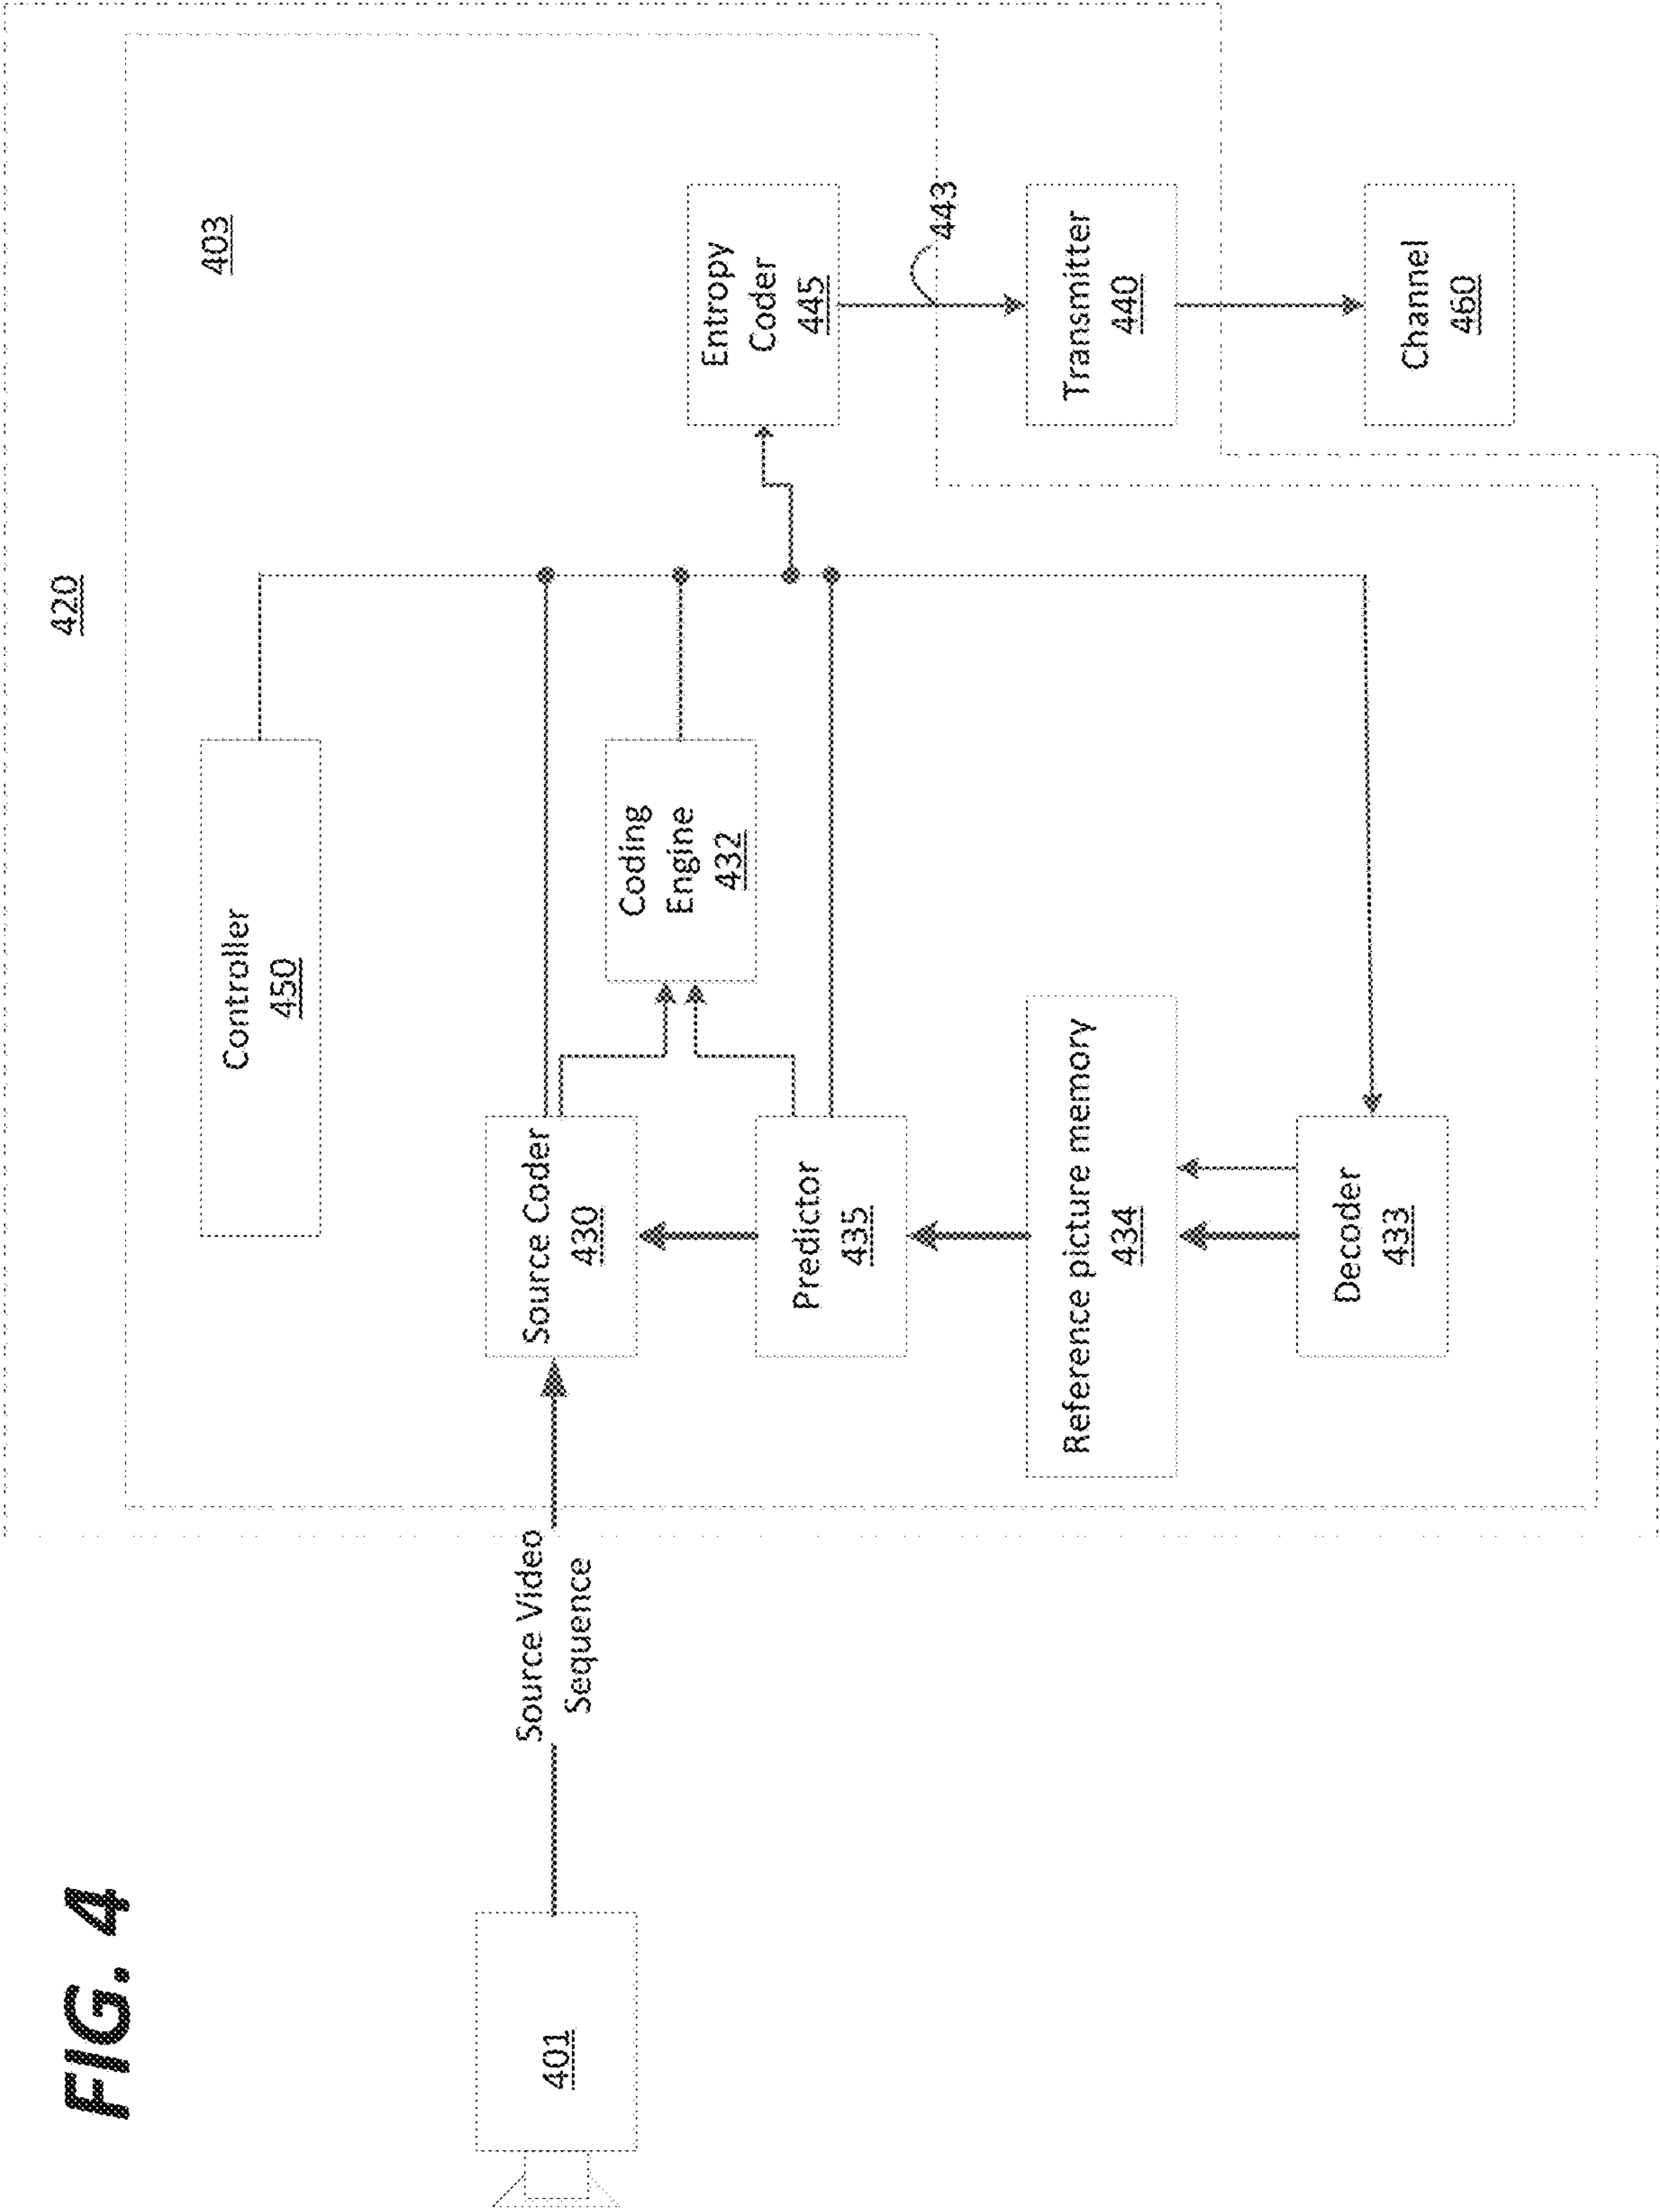 FIG. 4
420
403
Controller
450
401
Source Video
Sequence
Source Coder
430
Coding
Engine
432
Entropy
Coder
445
Predictor
435
443
Reference picture memory
434
Transmitter
440
Decoder
433
Channel
460